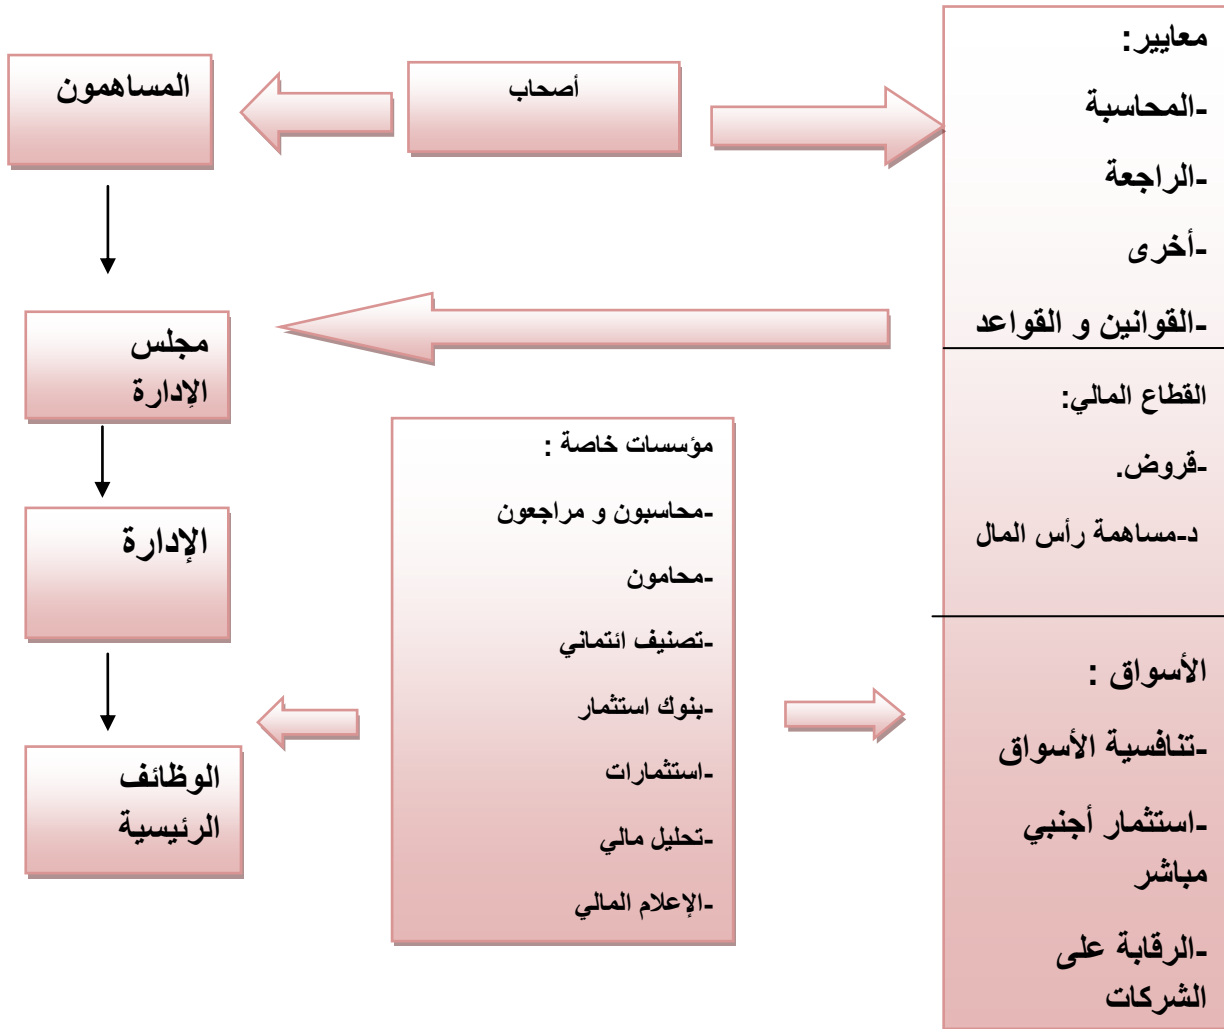 معايير:
-المحاسبة
-الراجعة
-أخرى
-القوانين و القواعد
القطاع المالي:
-قروض.
د-مساهمة رأس المال
الأسواق :
-تنافسية الأسواق
-استثمار أجنبي
مباشر
-الرقابة على
الشركات
أصحاب
مؤسسات خاصة :
-محاسبون و مراجعون
-محامون
-تصنيف ائتماني
-بنوك استثمار
-استثمارات
-تحليل مالي
-الإعلام المالي
المساهمون
مجلس
الإدارة
الإدارة
الوظائف
الرئيسية